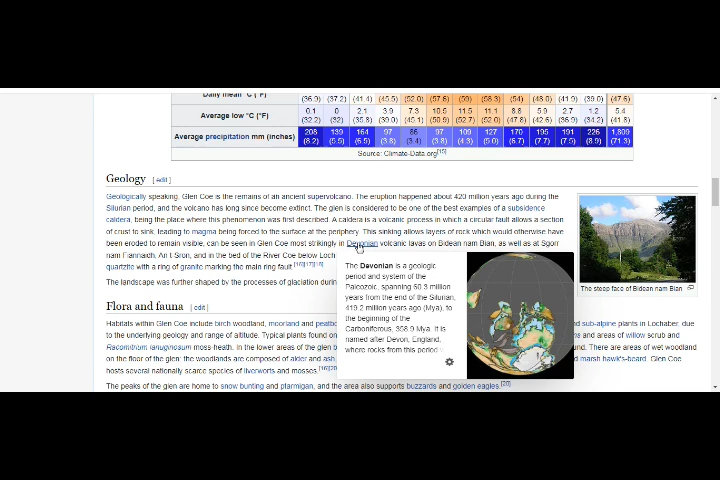 Daily mean °C (°F)
(36.9) (37.2) (41.4) (45.5) (52.0) (57.6) (59) (58.3) (54) (48.0) (41.9) (39.0) (47.6)
Average low °C (°F)
0.1 0 2.1 3.9 7.3 10.5 11.5 11.1 8.8 5.9 2.7 1.2 5.4
(32.2) (32) (35.8) (39.0) (45.1) (50.9) (52.7) (52.0) (47.8) (42.6) (36.9) (34.2) (41.8)
Average precipitation mm (inches)
208 139 164 97 86 97 109 127 170 195 191 226 1,809
(8.2) (5.5) (6.5) (3.8) (3.4) (3.8) (4.3) (5.0) (6.7) (7.7) (7.5) (8.9) (71.3)
Source: Climate-Data.org[15]
Geology [ edit ]
Geologically speaking, Glen Coe is the remains of an ancient supervolcano. The eruption happened about 420 million years ago during the
Silurian period, and the volcano has long since become extinct. The glen is considered to be one of the best examples of a subsidence
caldera, being the place where this phenomenon was first described. A caldera is a volcanic process in which a circular fault allows a section
of crust to sink, leading to magma being forced to the surface at the periphery. This sinking allows layers of rock which would otherwise have
been eroded to remain visible, can be seen in Glen Coe most strikingly in Devonian volcanic lavas on Bidean nam Bian, as well as at Sgorr
nam Fiannaidh, An t-Sron, and in the bed of the River Coe below Loch
quartzite with a ring of granite marking the main ring fault.[16][17][18]
The landscape was further shaped by the processes of glaciation durin
The steep face of Bidean nam Bian
The Devonian is a geologic
period and system of the
Paleozoic, spanning 60.3 million
years from the end of the Silurian,
419.2 million years ago (Mya), to
the beginning of the
Carboniferous, 358.9 Mya. It is
named after Devon, England,
where rocks from this period
Flora and fauna [ edit ]
Habitats within Glen Coe include birch woodland, moorland and peatbo nd sub-alpine plants in Lochaber, due
to the underlying geology and range of altitude. Typical plants found on ns and areas of willow scrub and
Racomitrium lanuginosum moss heath. In the lower areas of the glen b und. There are areas of wet woodland
on the floor of the glen: the woodlands are composed of alder and ash d marsh hawk's-beard. Glen Coe
hosts several nationally scarce species of liverworts and mosses.[19][20
The peaks of the glen are home to snow bunting and ptarmigan, and the area also supports buzzards and golden eagles.[20]